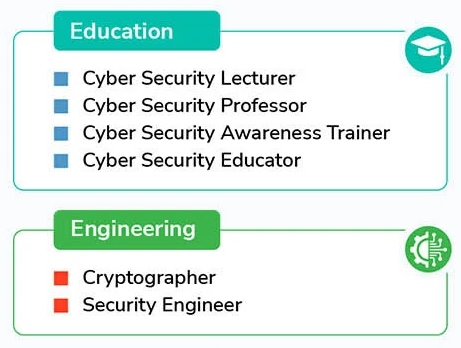 Education
Cyber Security Lecturer
Cyber Security Professor
Cyber Security Awareness Trainer
Cyber Security Educator
Engineering
Cryptographer
Security Engineer